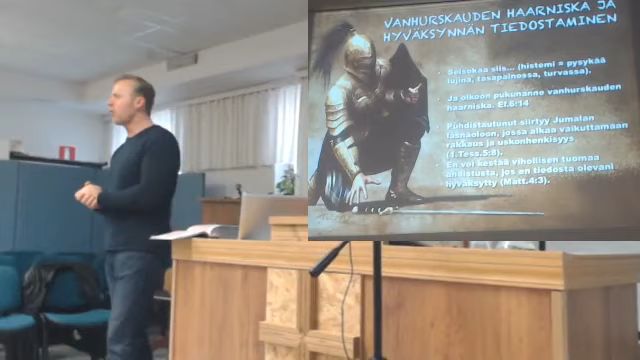 VANHURSKAUDEN HAARNISKA JA
HYVÄKSYNNÄN TIEDOSTAMINEN
Seisokaa siis... (histemi = pysykää
lujina, tasapainossa, turvassa).
Ja olkoon pukunanne vanhurskauden
haarniska. Ef.6:14
Puhdistautunut siirtyy Jumalan
läsnäoloon, jossa alkaa vaikuttamaan
rakkaus ja uskonhenkisyys
(1.Tess.5:8).
En voi kestää vihollisen tuomaa
ahdistusta, jos en tiedosta olevani
hyväksytty (Matt.4:3).